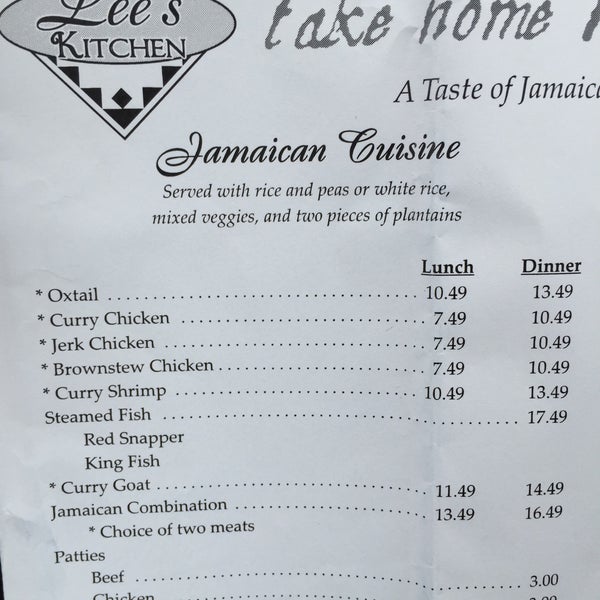 Lee's
KITCHEN
take home
A Taste of Jamaica
Jamaican Cuisine
Served with rice and peas or white rice,
mixed veggies, and two pieces of plantains
Lunch Dinner
* Oxtail 10.49 13.49
* Curry Chicken 7.49 10.49
* Jerk Chicken 7.49 10.49
* Brownstew Chicken 7.49 10.49
* Curry Shrimp 10.49 13.49
Steamed Fish 17.49
Red Snapper
King Fish
* Curry Goat 11.49 14.49
Jamaican Combination 13.49 16.49
* Choice of two meats
Patties
Beef 3.00
Chicken